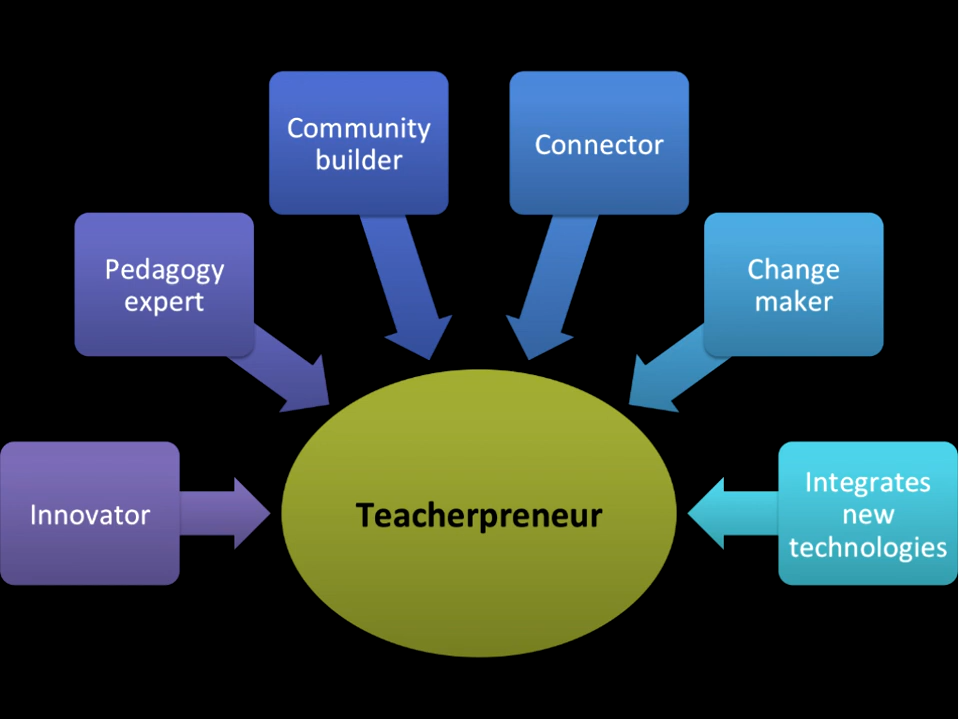 Community
builder
Connector
Pedagogy
expert
Change
maker
Innovator
Teacherpreneur
Integrates
new
technologies